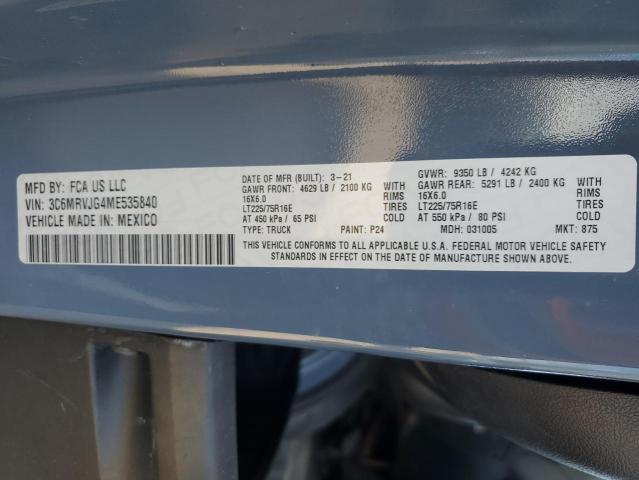 MFD BY: FCA US LLC
VIN: 3C6MRVJG4ME535840
VEHICLE MADE IN: MEXICO
DATE OF MFR (BUILT): 3-21
GAWR FRONT: 4629 LB / 2100 KG WITH
16X6.0 RIMS
LT225/75R16E TIRES
AT 450 kPa / 65 PSI COLD
TYPE: TRUCK PAINT: P24
GVWR: 9350 LB / 4242 KG
GAWR REAR: 5291 LB / 2400 KG WITH
16X6.0 RIMS
LT225/75R16E TIRES
AT 550 kPa / 80 PSI COLD
MDH: 031005 MKT: 875
THIS VEHICLE CONFORMS TO ALL APPLICABLE U.S.A. FEDERAL MOTOR VEHICLE SAFETY
STANDARDS IN EFFECT ON THE DATE OF MANUFACTURE SHOWN ABOVE.